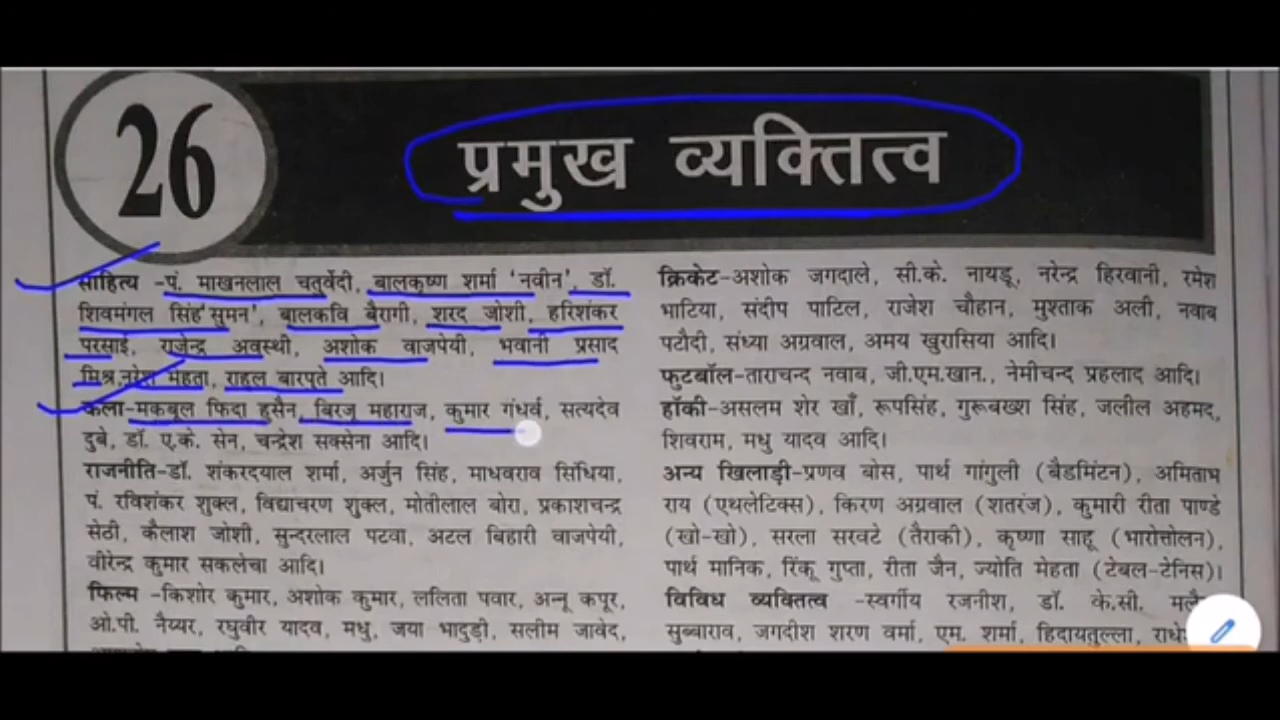 26
प्रमुख व्यक्तित्व
साहित्य -पं. माखनलाल चतुर्वेदी, बालकृष्ण शर्मा 'नवीन', डॉ.
शिवमंगल सिंह'सुमन', बालकवि बैरागी, शरद जोशी, हरिशंकर
परसाई, राजेन्द्र अवस्थी, अशोक वाजपेयी, भवानी प्रसाद
मिश्र,नरेश मेहता, राहुल बारपुते आदि।
कला-मकबूल फिदा हुसैन, बिरजू महाराज, कुमार गंधर्व, सत्यदेव
दुबे, डॉ. ए.के. सेन, चन्द्रेश सक्सेना आदि।
राजनीति-डॉ. शंकरदयाल शर्मा, अर्जुन सिंह, माधवराव सिंधिया,
पं. रविशंकर शुक्ल, विद्याचरण शुक्ल, मोतीलाल बोरा, प्रकाशचन्द्र
सेठी, कैलाश जोशी, सुन्दरलाल पटवा, अटल बिहारी वाजपेयी,
वीरेन्द्र कुमार सकलेचा आदि।
फिल्म -किशोर कुमार, अशोक कुमार, ललिता पवार, अन्नू कपूर,
ओ.पी. नैय्यर, रघुवीर यादव, मधु, जया भादुड़ी, सलीम जावेद,
क्रिकेट-अशोक जगदाले, सी.के. नायडू, नरेन्द्र हिरवानी, रमेश
भाटिया, संदीप पाटिल, राजेश चौहान, मुश्ताक अली, नवाब
पटौदी, संध्या अग्रवाल, अमय खुरासिया आदि।
फुटबॉल-ताराचन्द नवाब, जी.एम.खान., नेमीचन्द प्रहलाद आदि।
हॉकी-असलम शेर खाँ, रूपसिंह, गुरूबख्श सिंह, जलील अहमद,
शिवराम, मधु यादव आदि।
अन्य खिलाड़ी-प्रणव बोस, पार्थ गांगुली (बैडमिंटन), अमिताभ
राय (एथलेटिक्स), किरण अग्रवाल (शतरंज), कुमारी रीता पाण्डे
(खो-खो), सरला सरवटे (तैराकी), कृष्णा साहू (भारोत्तोलन),
पार्थ मानिक, रिंकू गुप्ता, रीता जैन, ज्योति मेहता (टेबल-टेनिस)।
विविध व्यक्तित्व -स्वर्गीय रजनीश, डॉ. के.सी.
सुब्बाराव, जगदीश शरण वर्मा, एम. शर्मा, हिदायतुल्ला,